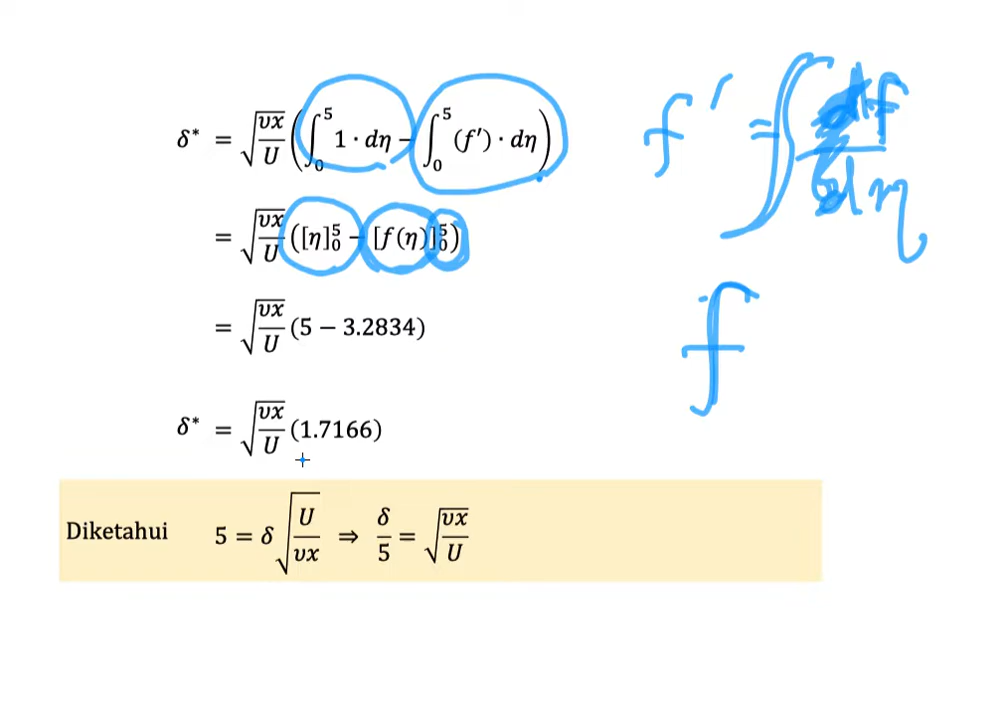 δ* = √(υx/U) (∫₀⁵ 1 · dη − ∫₀⁵ (f′) · dη)
f′ = ∫ df/dη
= √(υx/U) ([η]₀⁵ − [f(η)]₀⁵)
= √(υx/U) (5 − 3.2834)
f
δ* = √(υx/U) (1.7166)
Diketahui 5 = δ √(U/υx) ⇒ δ/5 = √(υx/U)